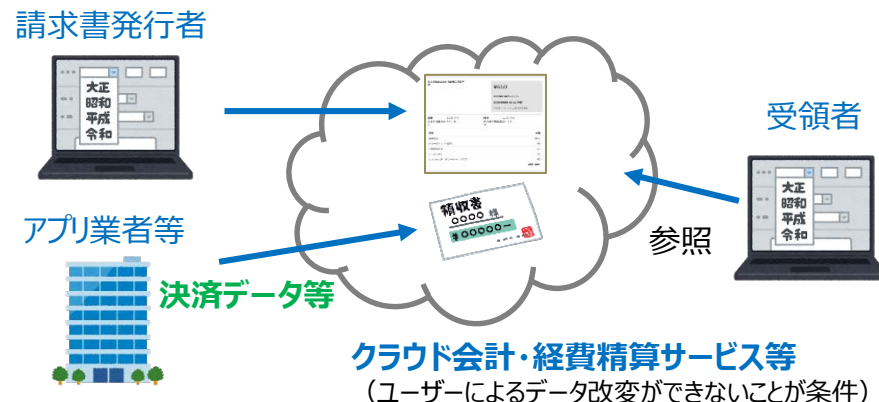 請求書発行者
大正
昭和
平成
令和
受領者
大正
昭和
平成
令和
領収書
○○○○ 様
¥○○○○○ー
アプリ業者等
決済データ等
参照
クラウド会計・経費精算サービス等
（ユーザーによるデータ改変ができないことが条件）